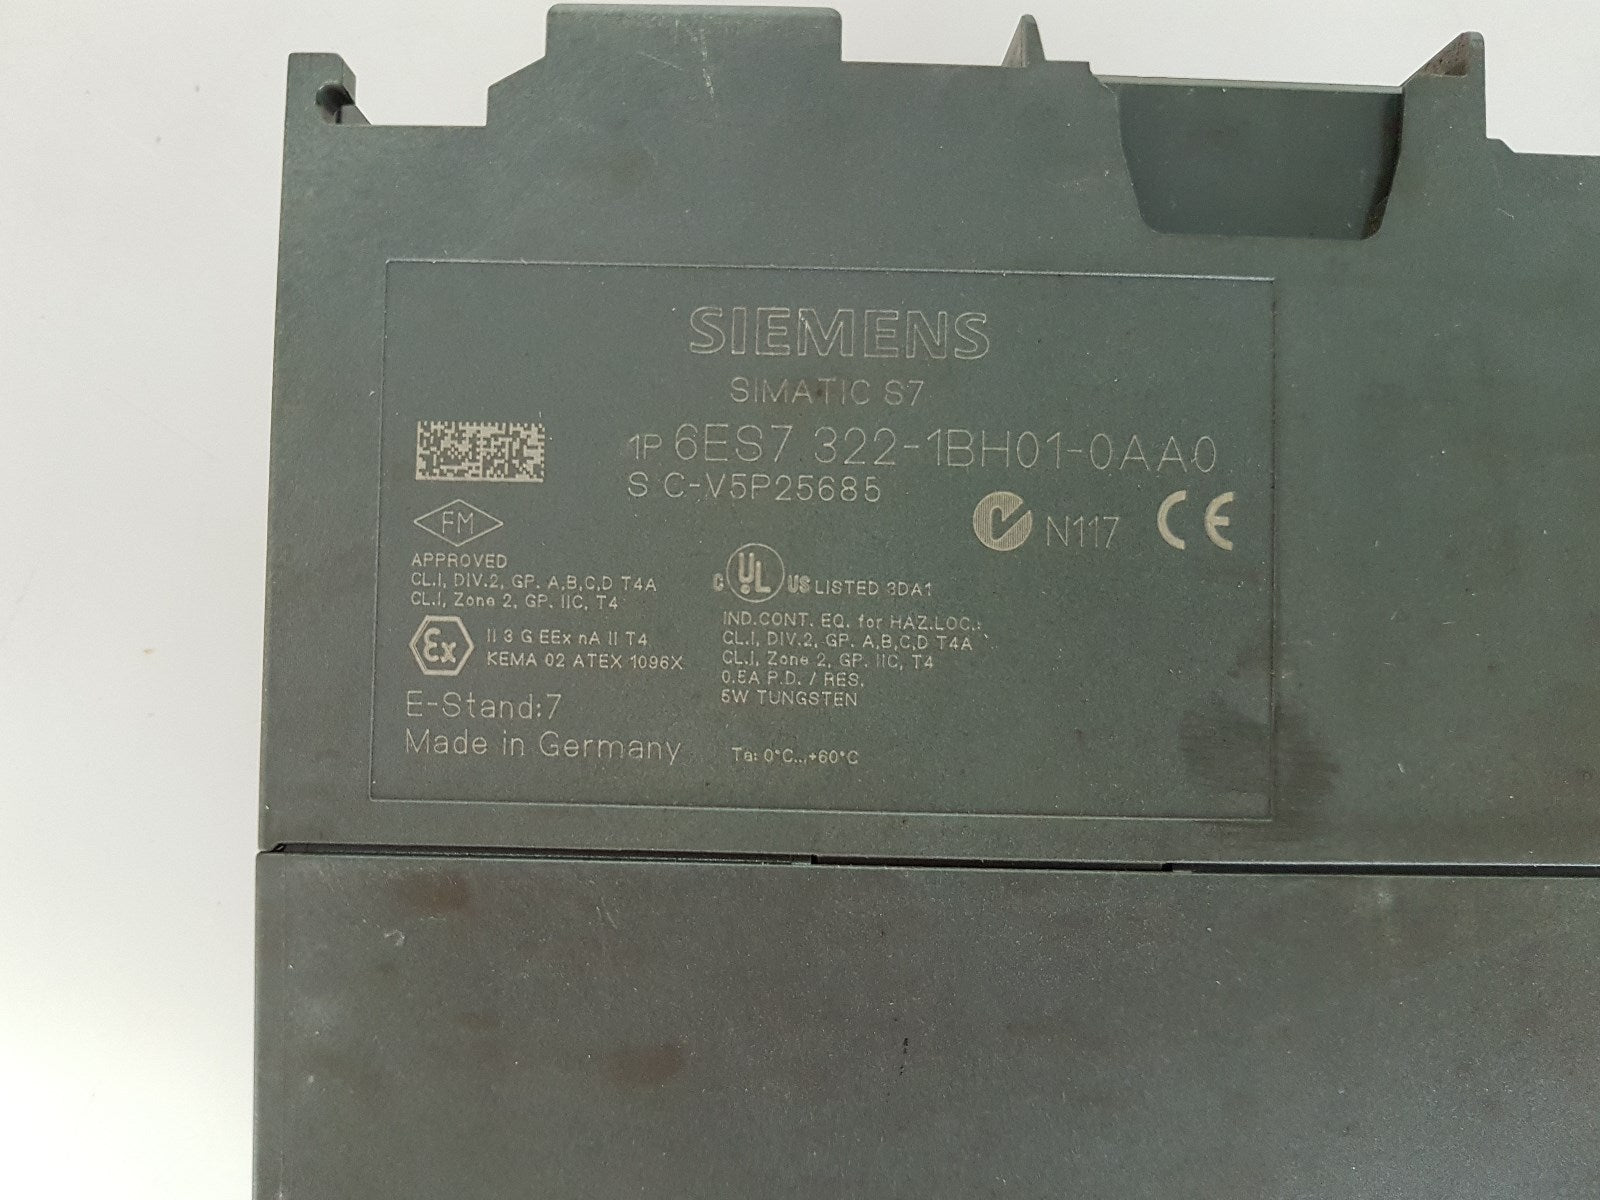 SIEMENS
SIMATIC S7
1P 6ES7 322-1BH01-0AA0
S C-V5P25685
N117 CE
FM
APPROVED
CL.I, DIV.2, GP. A,B,C,D T4A
CL.I, Zone 2, GP. IIC, T4
Ex
II 3 G EEx nA II T4
KEMA 02 ATEX 1096X
C UL US LISTED 3DA1
IND.CONT. EQ. for HAZ.LOC.:
CL.I, DIV.2, GP. A,B,C,D T4A
CL.I, Zone 2, GP. IIC, T4
0.5A P.D. / RES.
5W TUNGSTEN
E-Stand:7
Made in Germany
Ta: 0°C...+60°C